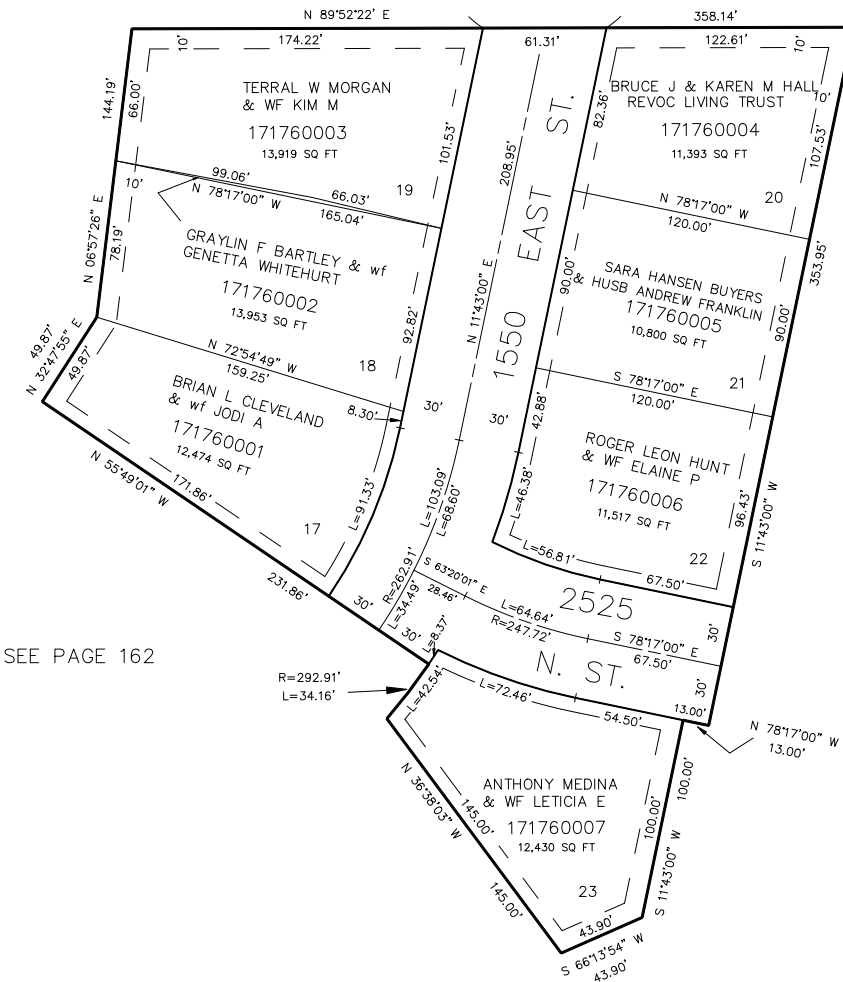 N 89°52'22" E
358.14'
174.22'
61.31'
122.61'
10'
10'
144.19'
66.00'
TERRAL W MORGAN
& WF KIM M
171760003
13,919 SQ FT
101.53'
19
99.06'
N 78°17'00" W
66.03'
165.04'
BRUCE J & KAREN M HALL
REVOC LIVING TRUST
171760004
11,393 SQ FT
10'
107.53'
82.36'
20
N 78°17'00" W
120.00'
208.95'
N 11°43'00" E
1550 EAST ST.
10'
N 06°57'26" E
78.19'
GRAYLIN F BARTLEY & wf
GENETTA WHITEHURT
171760002
13,953 SQ FT
92.82'
18
N 72°54'49" W
159.25'
SARA HANSEN BUYERS
& HUSB ANDREW FRANKLIN
171760005
10,800 SQ FT
90.00'
90.00'
353.95'
21
S 78°17'00" E
120.00'
49.87'
N 32°47'55" E
49.87'
BRIAN L CLEVELAND
& wf JODI A
171760001
12,474 SQ FT
8.30'
30'
30'
N 55°49'01" W
171.86'
17
L=91.33'
231.86'
42.88'
L=46.38'
ROGER LEON HUNT
& WF ELAINE P
171760006
11,517 SQ FT
96.43'
S 11°43'00" W
22
L=56.81'
67.50'
L=103.09'
L=68.60'
R=262.91'
L=34.49'
S 63°20'01" E
28.46'
L=64.64'
R=247.72'
2525
N. ST.
S 78°17'00" E
67.50'
30'
30'
30'
30'
L=8.37'
SEE PAGE 162
R=292.91'
L=34.16'
L=42.54'
L=72.46'
54.50'
13.00'
N 78°17'00" W
13.00'
N 36°38'03" W
145.00'
145.00'
ANTHONY MEDINA
& WF LETICIA E
171760007
12,430 SQ FT
100.00'
100.00'
S 11°43'00" W
23
43.90'
S 66°13'54" W
43.90'